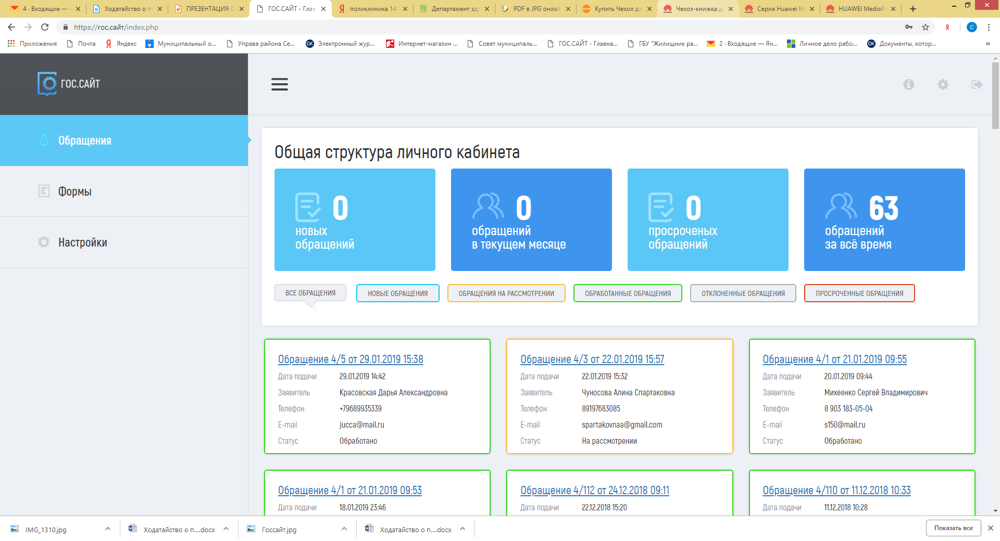 4 · Входящие — Я
Ходатайство о п
ПРЕЗЕНТАЦИЯ С
ГОС.САЙТ - Глав
поликлиника 144
Департамент здр
PDF в JPG онлай
Купить Чехол дл
Чехол-книжка д
Серия Huawei M
HUAWEI MediaPa
https://гос.сайт/index.php
Приложения
Почта
Яндекс
Муниципальный о...
Управа района Се...
Электронный жур...
Интернет-магазин ...
Совет муниципаль...
ГОС.САЙТ - Главна...
ГБУ "Жилищник ра...
2 · Входящие — Ян...
Личное дело рабо...
Документы, котор...
ГОС.САЙТ
Обращения
Формы
Настройки
Общая структура личного кабинета
0
новых
обращений
0
обращений
в текущем месяце
0
просроченых
обращений
63
обращений
за всё время
ВСЕ ОБРАЩЕНИЯ
НОВЫЕ ОБРАЩЕНИЯ
ОБРАЩЕНИЯ НА РАССМОТРЕНИИ
ОБРАБОТАННЫЕ ОБРАЩЕНИЯ
ОТКЛОНЕННЫЕ ОБРАЩЕНИЯ
ПРОСРОЧЕННЫЕ ОБРАЩЕНИЯ
Обращение 4/5 от 29.01.2019 15:38
Дата подачи 29.01.2019 14:42
Заявитель Красовская Дарья Александровна
Телефон +79689935339
E-mail jucca@mail.ru
Статус Обработано
Обращение 4/3 от 22.01.2019 15:57
Дата подачи 22.01.2019 15:32
Заявитель Чуносова Алина Спартаковна
Телефон 89197683085
E-mail spartakovnaa@gmail.com
Статус На рассмотрении
Обращение 4/1 от 21.01.2019 09:55
Дата подачи 20.01.2019 09:44
Заявитель Михеенко Сергей Владимирович
Телефон 8 903 183-05-04
E-mail s150@mail.ru
Статус Обработано
Обращение 4/1 от 21.01.2019 09:53
Дата подачи 18.01.2019 23:46
Обращение 4/112 от 24.12.2018 09:11
Дата подачи 22.12.2018 15:20
Обращение 4/110 от 11.12.2018 10:33
Дата подачи 11.12.2018 10:28
IMG_1310.jpg
Ходатайство о п....docx
Госсайт.jpg
Ходатайство о п....docx
Показать все